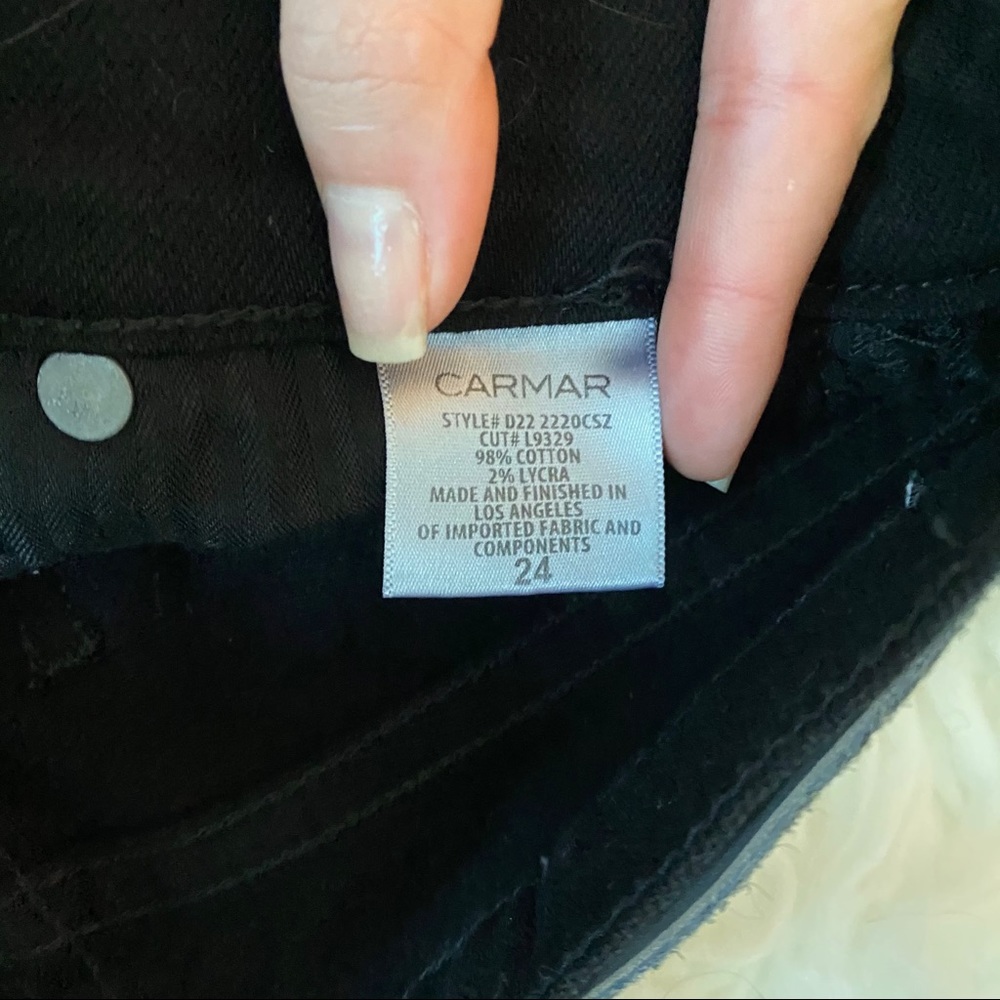 CARMAR
STYLE# D22 2220CSZ
CUT# L9329
98% COTTON
2% LYCRA
MADE AND FINISHED IN
LOS ANGELES
OF IMPORTED FABRIC AND
COMPONENTS
24